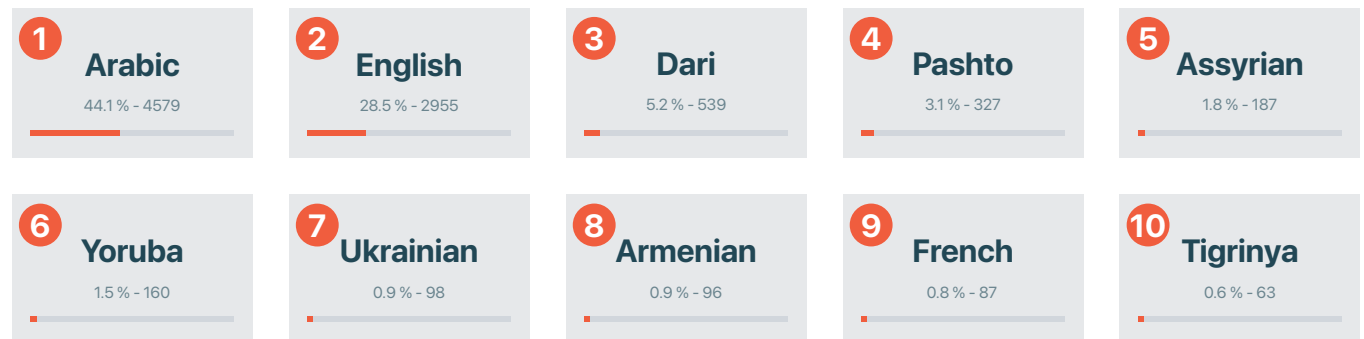 1
Arabic
44.1 % - 4579
2
English
28.5 % - 2955
3
Dari
5.2 % - 539
4
Pashto
3.1 % - 327
5
Assyrian
1.8 % - 187
6
Yoruba
1.5 % - 160
7
Ukrainian
0.9 % - 98
8
Armenian
0.9 % - 96
9
French
0.8 % - 87
10
Tigrinya
0.6 % - 63